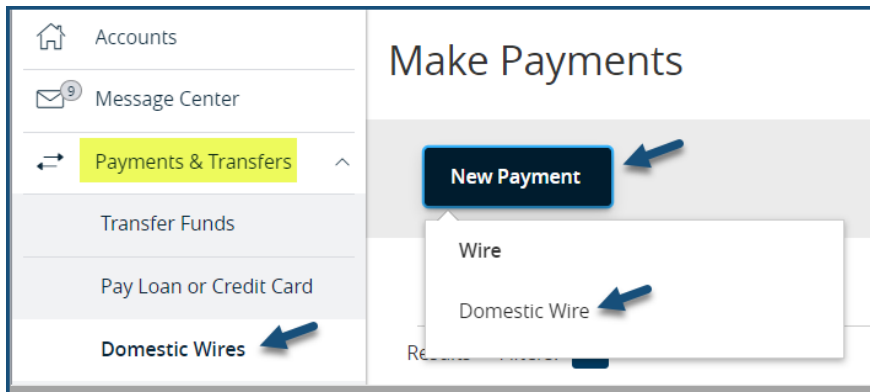 Accounts
9
Message Center
Payments & Transfers
Transfer Funds
Pay Loan or Credit Card
Domestic Wires
Make Payments
New Payment
Wire
Domestic Wire